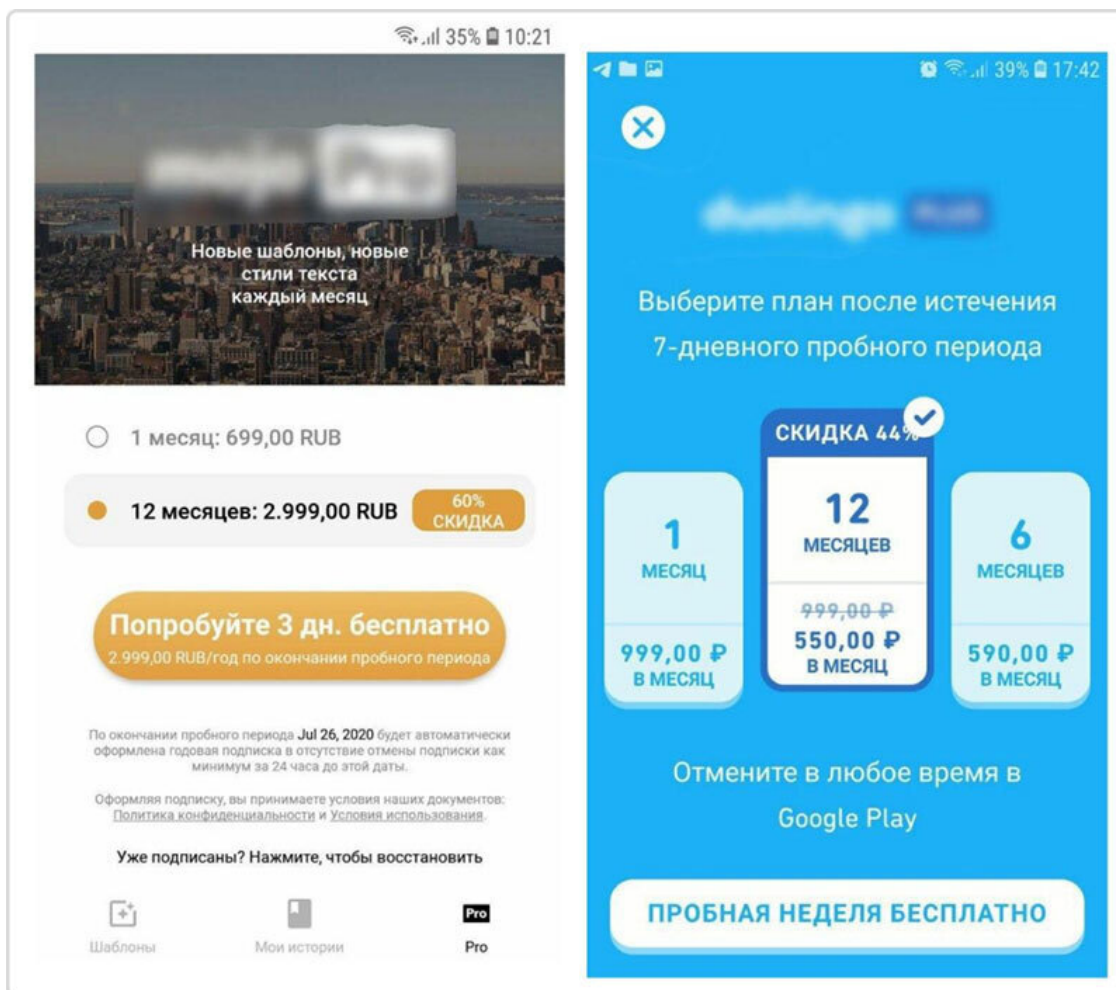 35% 10:21
Новые шаблоны, новые
стили текста
каждый месяц
1 месяц: 699,00 RUB
12 месяцев: 2.999,00 RUB
60%
СКИДКА
Попробуйте 3 дн. бесплатно
2.999,00 RUB/год по окончании пробного периода
По окончании пробного периода Jul 26, 2020 будет автоматически
оформлена годовая подписка в отсутствие отмены подписки как
минимум за 24 часа до этой даты.
Оформляя подписку, вы принимаете условия наших документов:
Политика конфиденциальности и Условия использования.
Уже подписаны? Нажмите, чтобы восстановить
Шаблоны
Мои истории
Pro
Pro
39% 17:42
duolingo
Выберите план после истечения
7-дневного пробного периода
СКИДКА 44%
1
МЕСЯЦ
999,00 ₽
В МЕСЯЦ
12
МЕСЯЦЕВ
999,00 ₽
550,00 ₽
В МЕСЯЦ
6
МЕСЯЦЕВ
590,00 ₽
В МЕСЯЦ
Отмените в любое время в
Google Play
ПРОБНАЯ НЕДЕЛЯ БЕСПЛАТНО